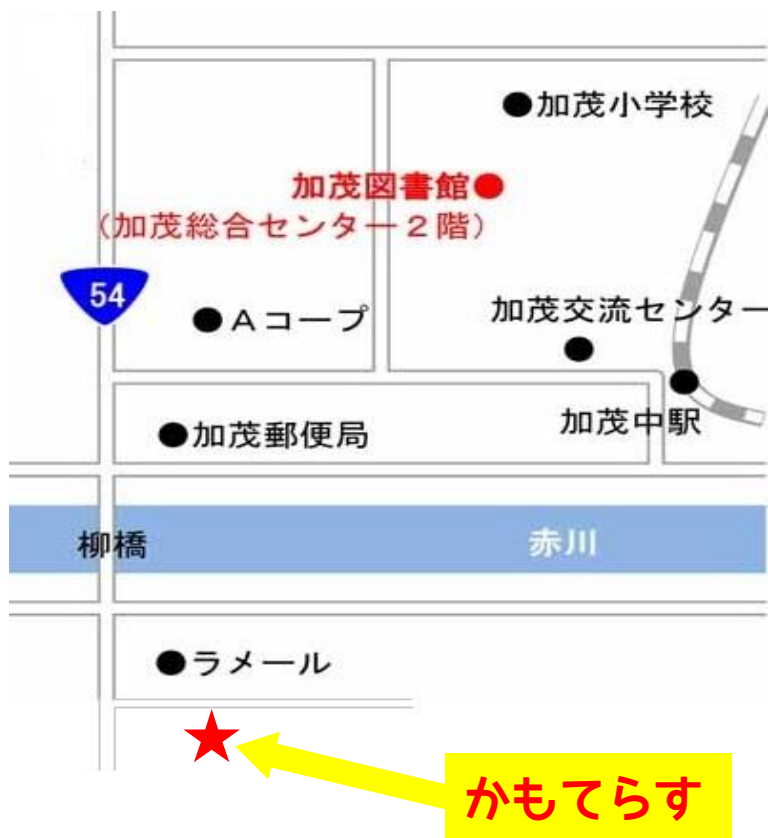 加茂小学校
加茂図書館
（加茂総合センター２階）
54
Ａコープ
加茂交流センター
加茂中駅
加茂郵便局
柳橋
赤川
ラメール
かもてらす